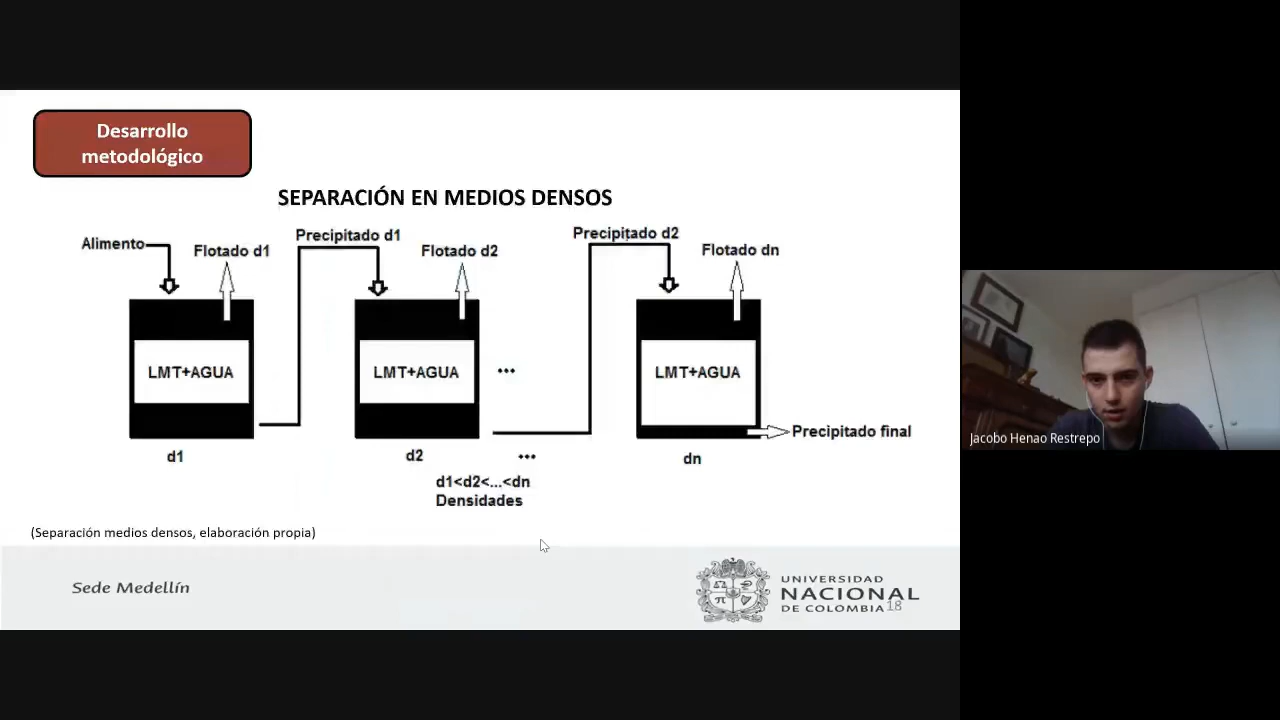 Desarrollo
metodológico
SEPARACIÓN EN MEDIOS DENSOS
Alimento
Flotado d1
Precipitado d1
Flotado d2
Precipitado d2
Flotado dn
LMT+AGUA
LMT+AGUA
...
LMT+AGUA
Precipitado final
d1
d2
...
dn
d1<d2<...<dn
Densidades
(Separación medios densos, elaboración propia)
Sede Medellín
UNIVERSIDAD
NACIONAL
DE COLOMBIA
18
Jacobo Henao Restrepo